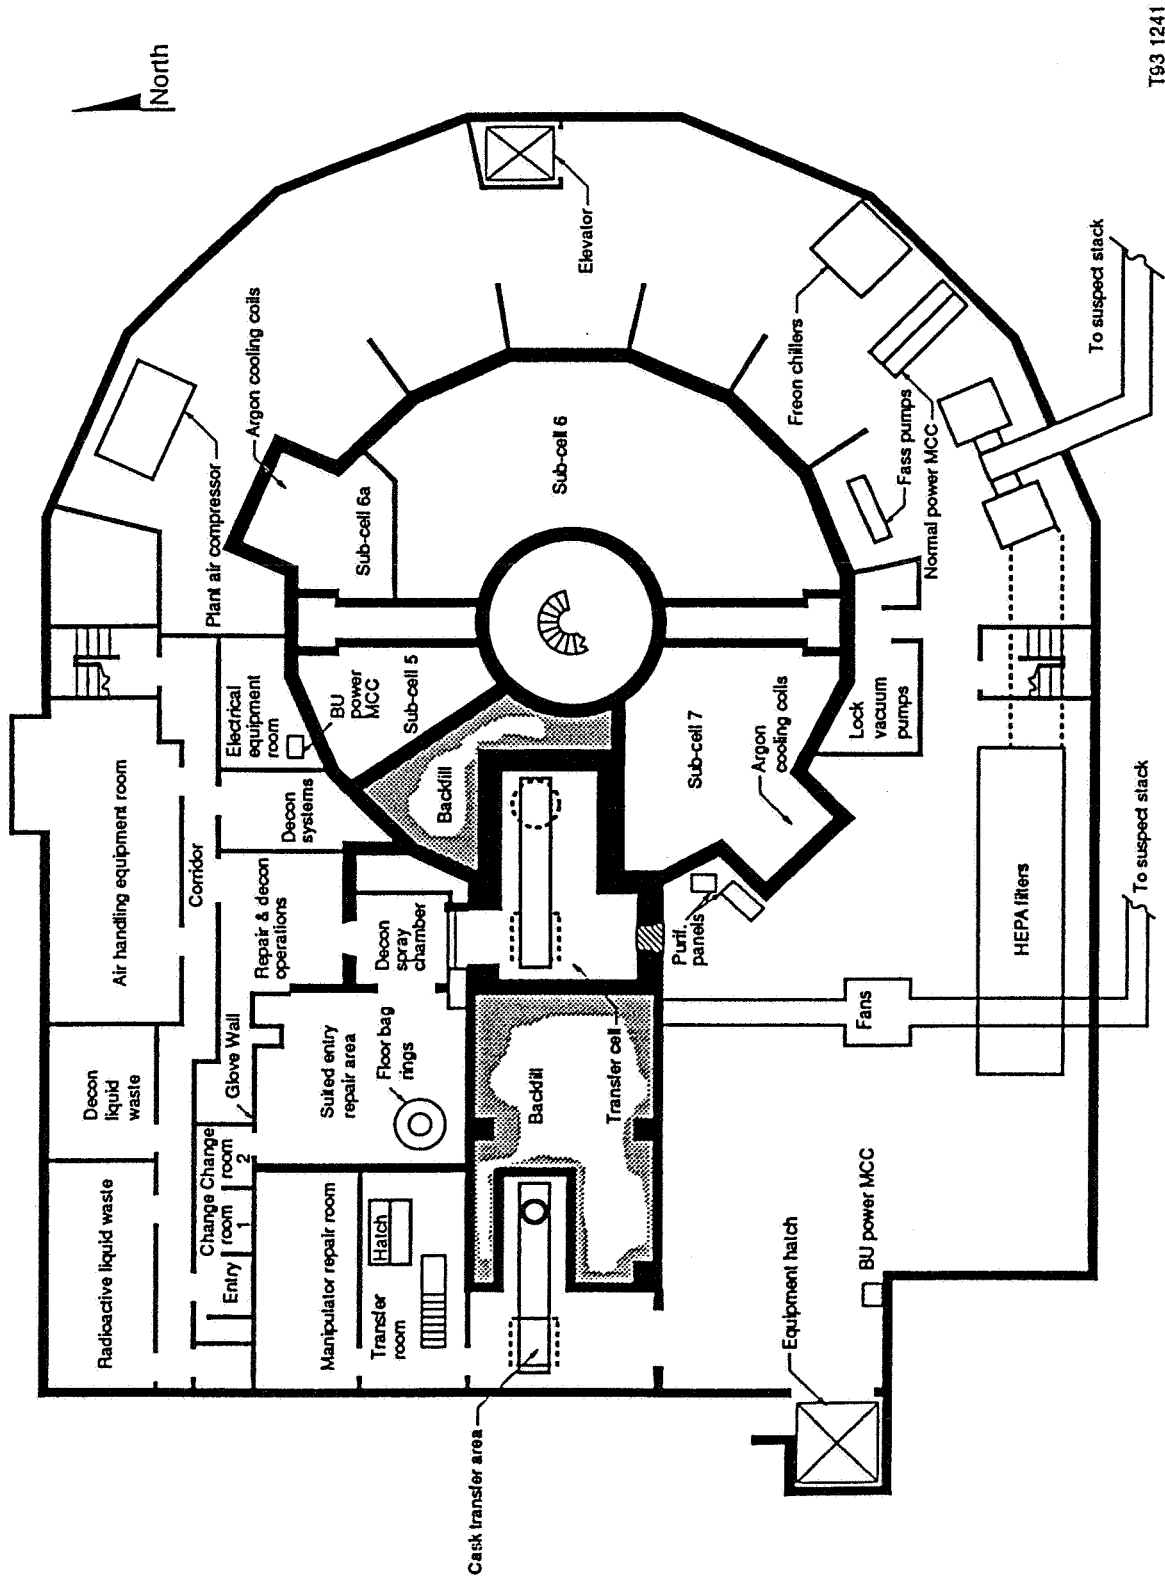 North
Radioactive liquid waste
Decon
liquid
waste
Air handling equipment room
Corridor
Entry
Change
room
1
Change
room
2
Glove Wall
Repair & decon
operations
Decon
systems
Electrical
equipment
room
BU
power
MCC
Plant air compressor
Argon cooling coils
Manipulator repair room
Transfer
room
Hatch
Suited entry
repair area
Floor bag
rings
Decon
spray
chamber
Backfill
Sub-cell 5
Sub-cell 6a
Sub-cell 6
Elevator
Cask transfer area
Backfill
Transfer cell
Purif.
panels
Sub-cell 7
Argon
cooling coils
Lock
vacuum
pumps
Fass pumps
Normal power MCC
Freon chillers
Equipment hatch
BU power MCC
Fans
HEPA filters
To suspect stack
To suspect stack
T93 1241